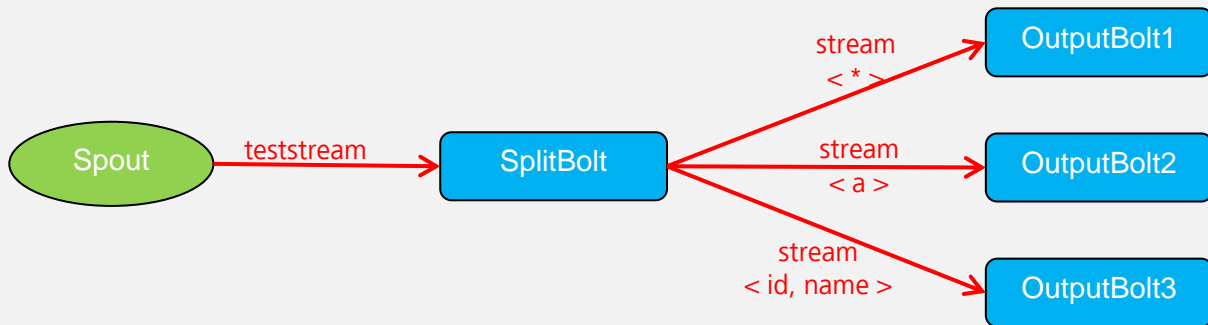 Spout
teststream
SplitBolt
stream
< * >
OutputBolt1
stream
< a >
OutputBolt2
stream
< id, name >
OutputBolt3